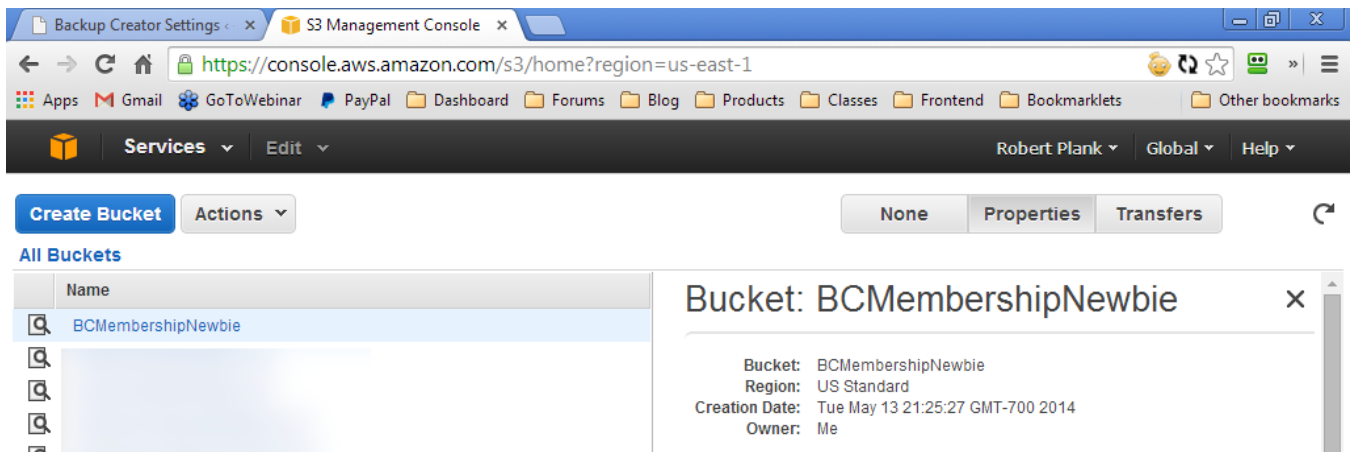 Backup Creator Settings S3 Management Console
https://console.aws.amazon.com/s3/home?region=us-east-1
Apps Gmail GoToWebinar PayPal Dashboard Forums Blog Products Classes Frontend Bookmarklets Other bookmarks
Services Edit Robert Plank Global Help
Create Bucket Actions None Properties Transfers
All Buckets
Name
BCMembershipNewbie
Bucket: BCMembershipNewbie
Bucket: BCMembershipNewbie
Region: US Standard
Creation Date: Tue May 13 21:25:27 GMT-700 2014
Owner: Me